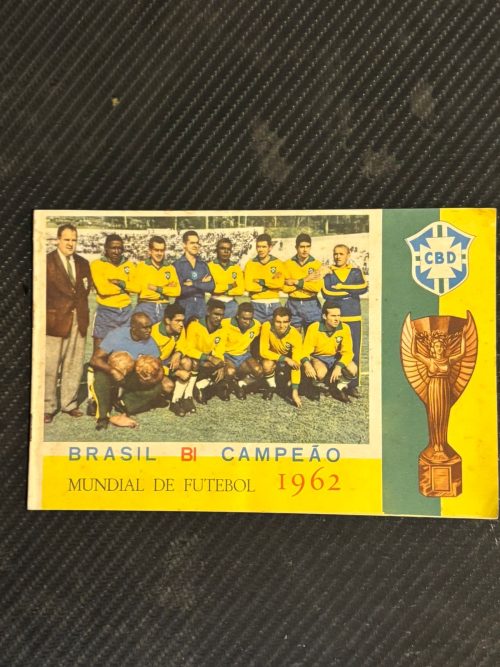 CBD
BRASIL BI CAMPEÃO
MUNDIAL DE FUTEBOL 1962